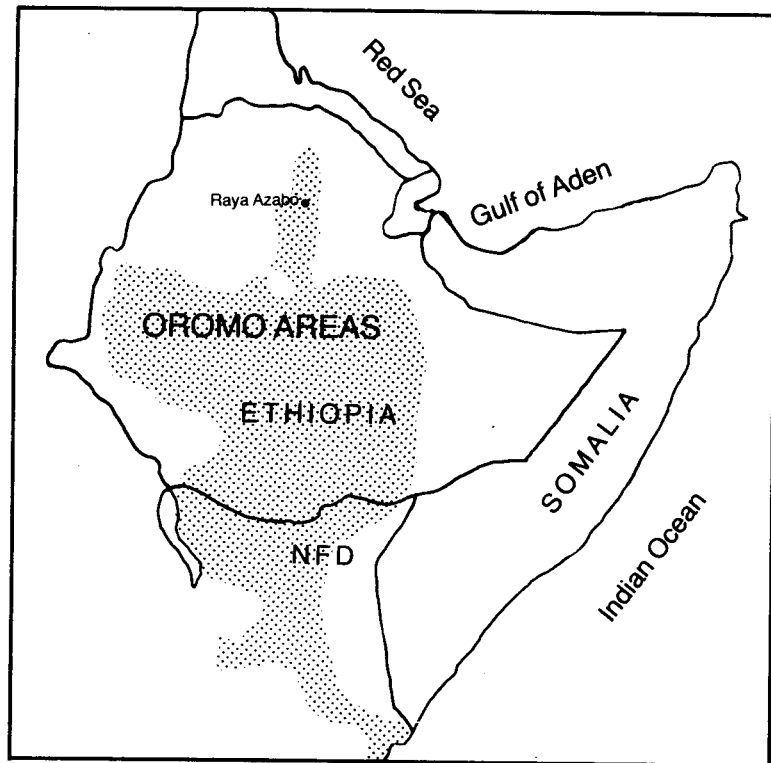 Red Sea
Gulf of Aden
Raya Azabo
OROMO AREAS
ETHIOPIA
SOMALIA
NFD
Indian Ocean